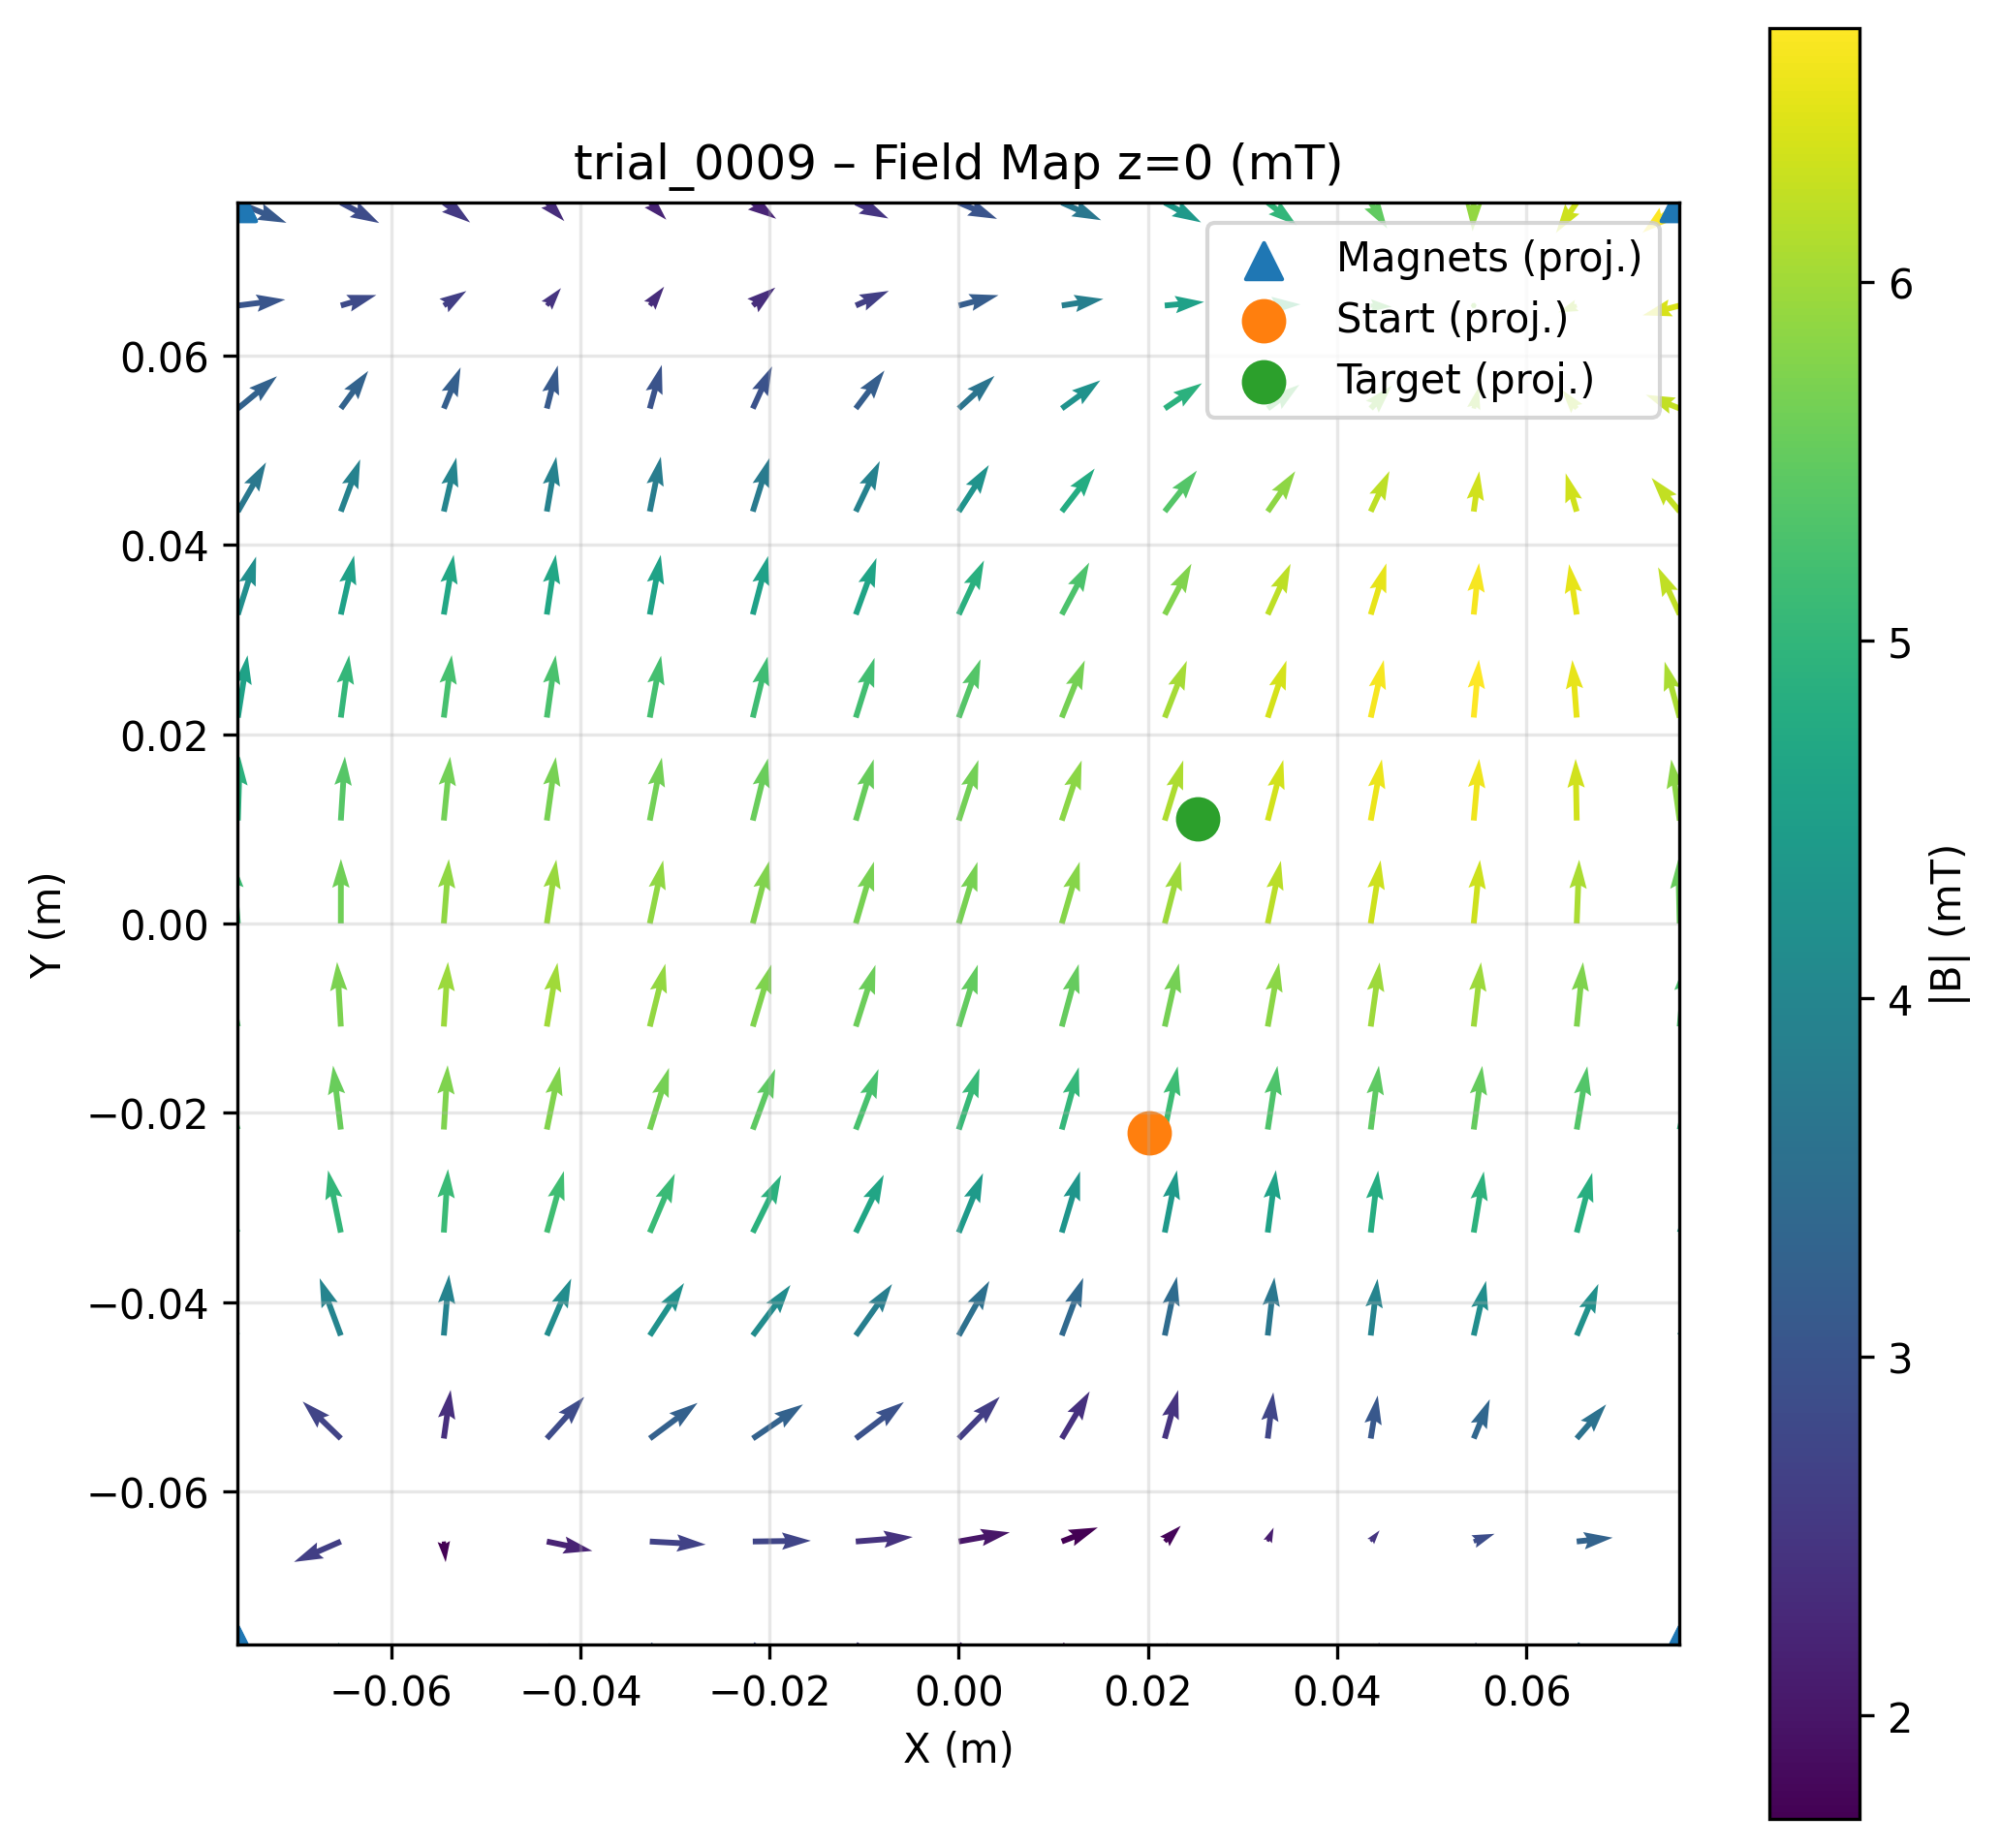 trial_0009 – Field Map z=0 (mT)
Magnets (proj.)
Start (proj.)
Target (proj.)
Y (m)
0.06
0.04
0.02
0.00
−0.02
−0.04
−0.06
−0.06 −0.04 −0.02 0.00 0.02 0.04 0.06
X (m)
6
5
4
3
2
|B| (mT)